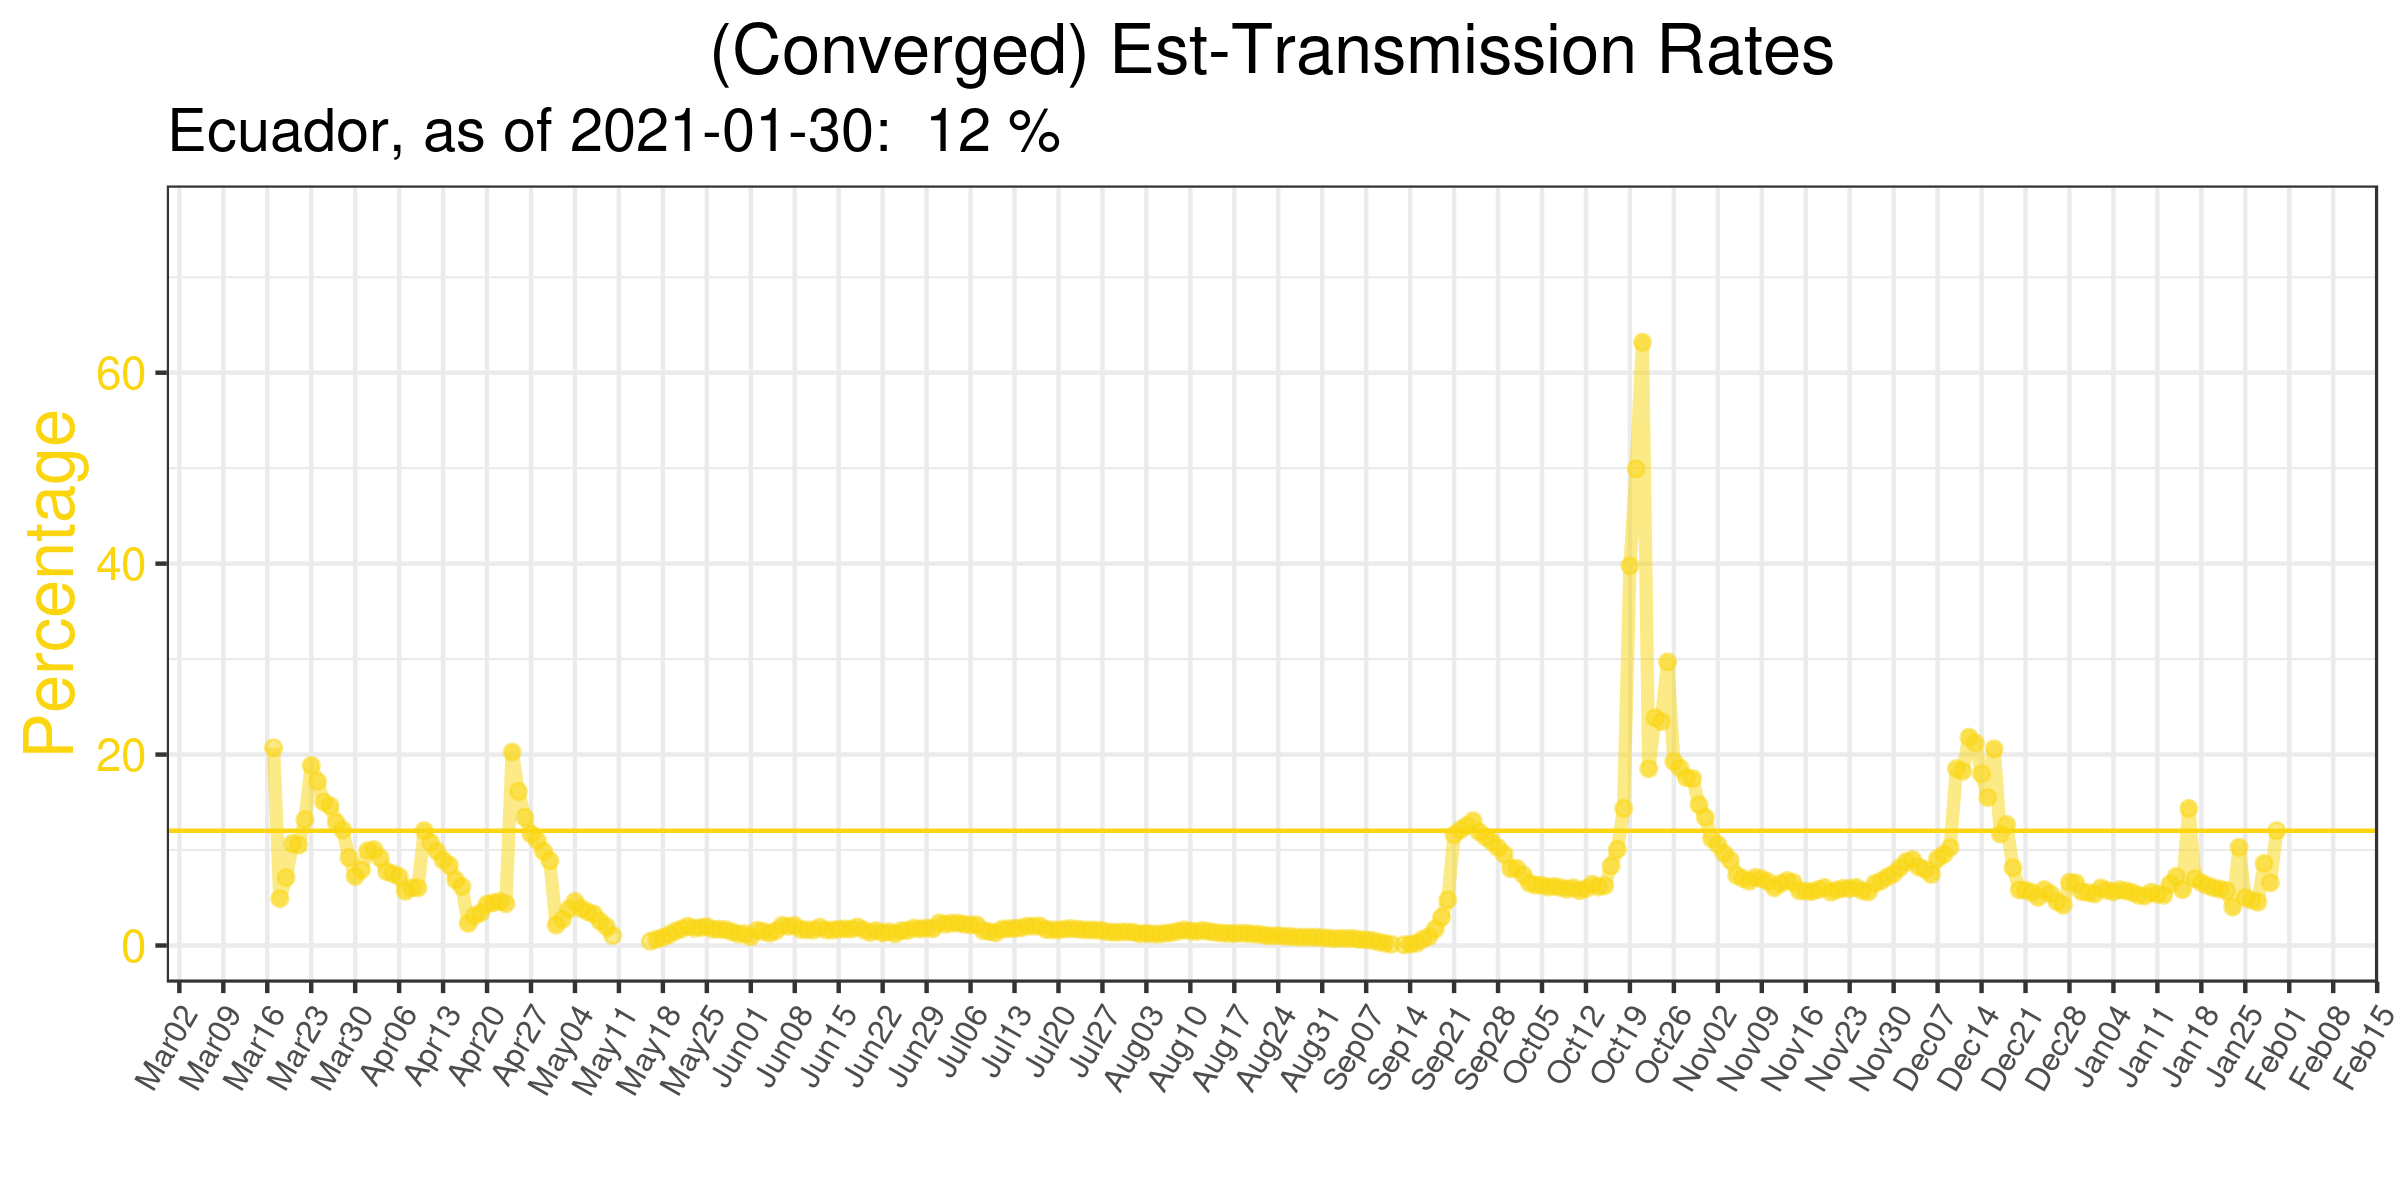 (Converged) Est-Transmission Rates
Ecuador, as of 2021-01-30: 12 %
Percentage
60
40
20
0
Mar02
Mar09
Mar16
Mar23
Mar30
Apr06
Apr13
Apr20
Apr27
May04
May11
May18
May25
Jun01
Jun08
Jun15
Jun22
Jun29
Jul06
Jul13
Jul20
Jul27
Aug03
Aug10
Aug17
Aug24
Aug31
Sep07
Sep14
Sep21
Sep28
Oct05
Oct12
Oct19
Oct26
Nov02
Nov09
Nov16
Nov23
Nov30
Dec07
Dec14
Dec21
Dec28
Jan04
Jan11
Jan18
Jan25
Feb01
Feb08
Feb15